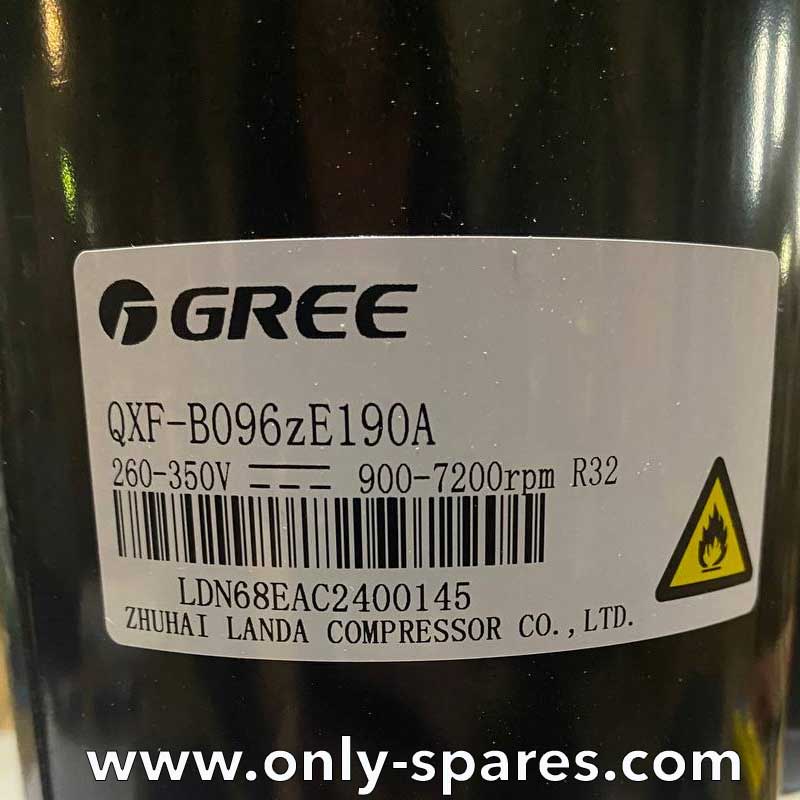 GREE
QXF-B096zE190A
260-350V 900-7200rpm R32
LDN68EAC2400145
ZHUHAI LANDA COMPRESSOR CO.,LTD.
www.only-spares.com